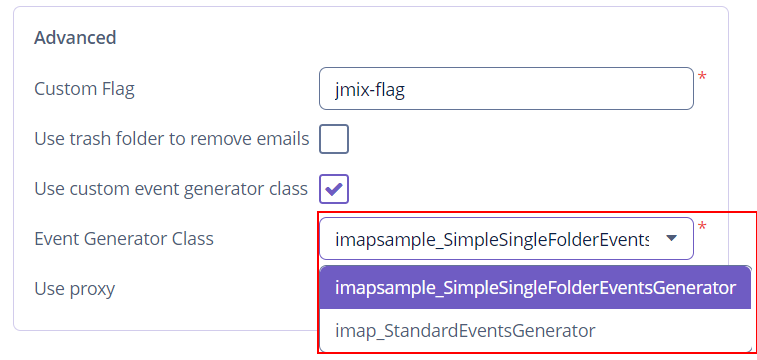 Advanced
Custom Flag
jmix-flag
*
Use trash folder to remove emails
Use custom event generator class
Event Generator Class
imapsample_SimpleSingleFolderEvents
*
Use proxy
imapsample_SimpleSingleFolderEventsGenerator
imap_StandardEventsGenerator